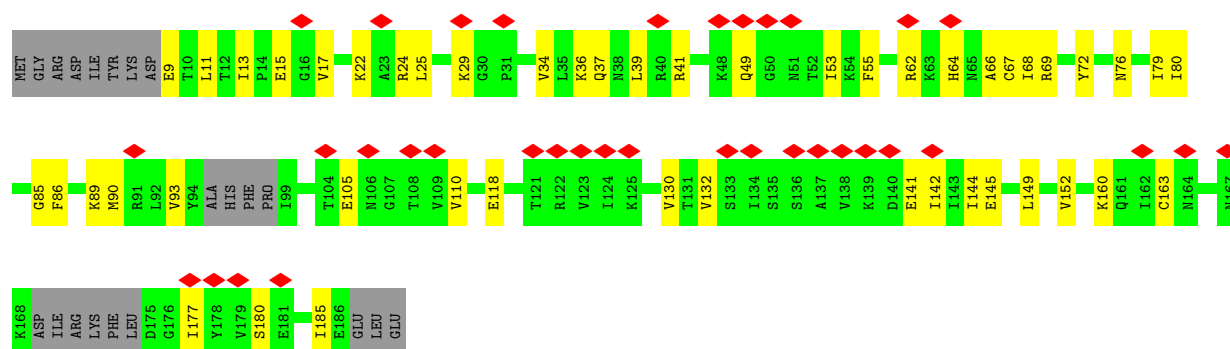 MET GLY ARG ASP ILE TYR LYS ASP E9 T10 L11 T12 I13 P14 E15 G16 V17 K22 A23 R24 L25 K29 G30 P31 V34 L35 K36 Q37 N38 L39 R40 R41 K48 Q49 G50 N51 T52 I53 K54 F55 R62 K63 H64 N65 A66 C67 I68 R69 Y72 N76 I79 I80
G85 F86 K89 M90 R91 L92 V93 Y94 ALA HIS PHE PRO I99 T104 E105 N106 G107 T108 V109 V110 E118 T121 R122 V123 I124 K125 V130 T131 V132 S133 I134 S135 S136 A137 V138 K139 D140 E141 I142 I143 I144 E145 L149 V152 K160 Q161 I162 C163 N164
K168 ASP ILE ARG LYS PHE LEU D175 G176 I177 Y178 V179 S180 E181 I185 E186 GLU LEU GLU